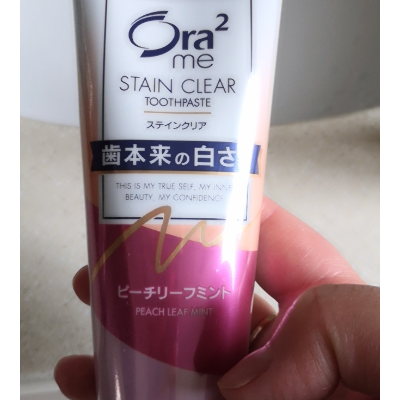 Ora²
me
STAIN CLEAR
TOOTHPASTE
ステインクリア
歯本来の白さ
THIS IS MY TRUE SELF. MY INNER
BEAUTY. MY CONFIDENCE.
ピーチリーフミント
PEACH LEAF MINT